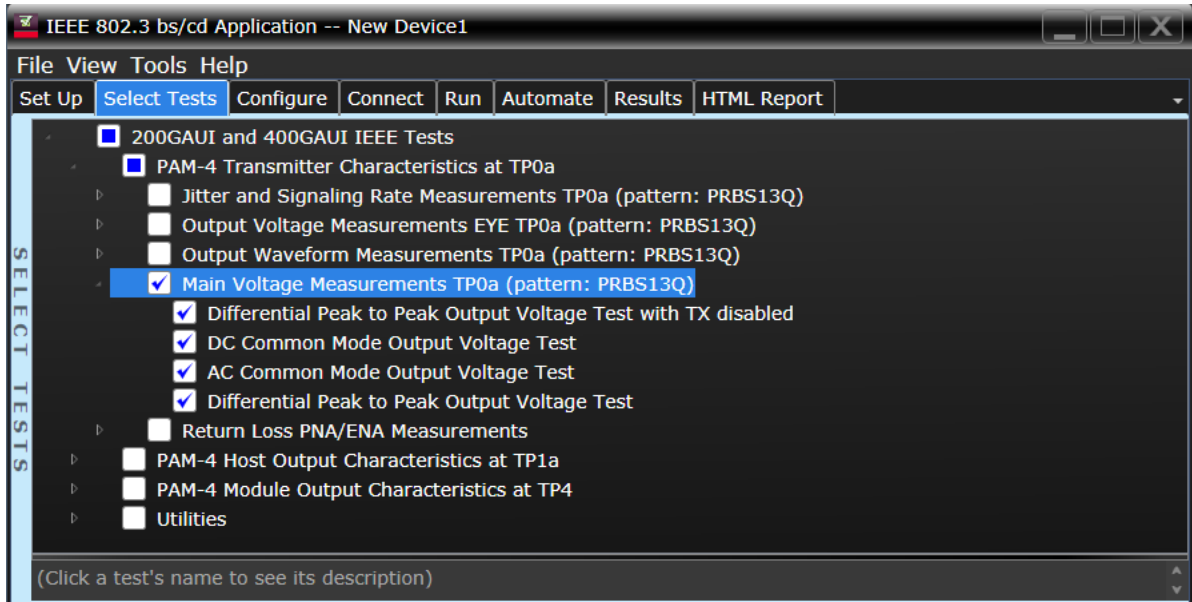 IEEE 802.3 bs/cd Application -- New Device1
File View Tools Help
Set Up Select Tests Configure Connect Run Automate Results HTML Report
SELECT TESTS
200GAUI and 400GAUI IEEE Tests
PAM-4 Transmitter Characteristics at TP0a
Jitter and Signaling Rate Measurements TP0a (pattern: PRBS13Q)
Output Voltage Measurements EYE TP0a (pattern: PRBS13Q)
Output Waveform Measurements TP0a (pattern: PRBS13Q)
Main Voltage Measurements TP0a (pattern: PRBS13Q)
Differential Peak to Peak Output Voltage Test with TX disabled
DC Common Mode Output Voltage Test
AC Common Mode Output Voltage Test
Differential Peak to Peak Output Voltage Test
Return Loss PNA/ENA Measurements
PAM-4 Host Output Characteristics at TP1a
PAM-4 Module Output Characteristics at TP4
Utilities
(Click a test's name to see its description)